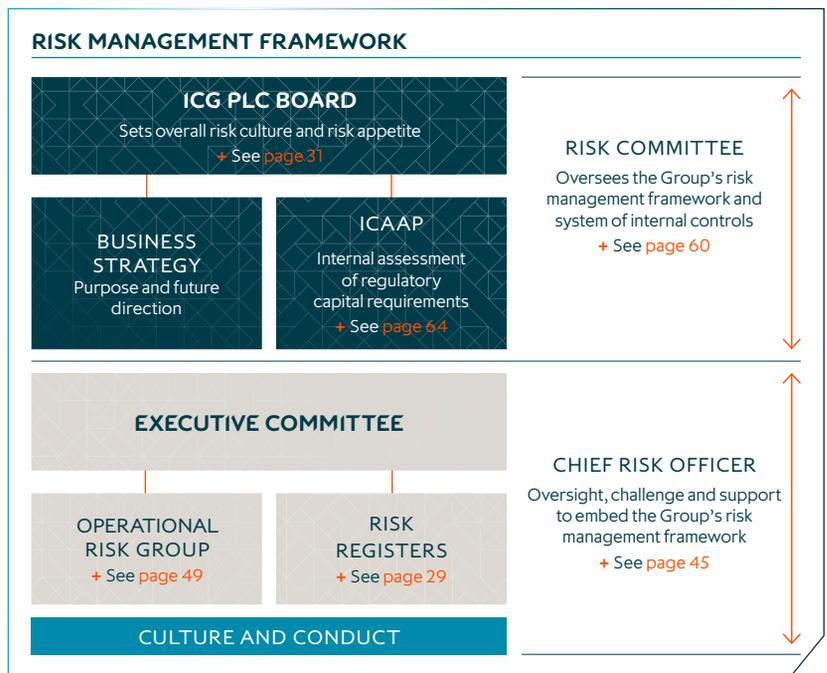 RISK MANAGEMENT FRAMEWORK
ICG PLC BOARD
Sets overall risk culture and risk appetite
+ See page 31
BUSINESS
STRATEGY
Purpose and future
direction
ICAAP
Internal assessment
of regulatory
capital requirements
+ See page 64
RISK COMMITTEE
Oversees the Group's risk
management framework and
system of internal controls
+ See page 60
EXECUTIVE COMMITTEE
OPERATIONAL
RISK GROUP
+ See page 49
RISK
REGISTERS
+ See page 29
CHIEF RISK OFFICER
Oversight, challenge and support
to embed the Group's risk
management framework
+ See page 45
CULTURE AND CONDUCT